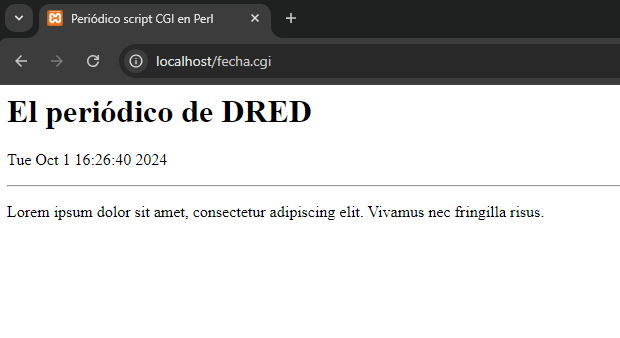 Periódico script CGI en Perl
localhost/fecha.cgi
El periódico de DRED
Tue Oct 1 16:26:40 2024
Lorem ipsum dolor sit amet, consectetur adipiscing elit. Vivamus nec fringilla risus.